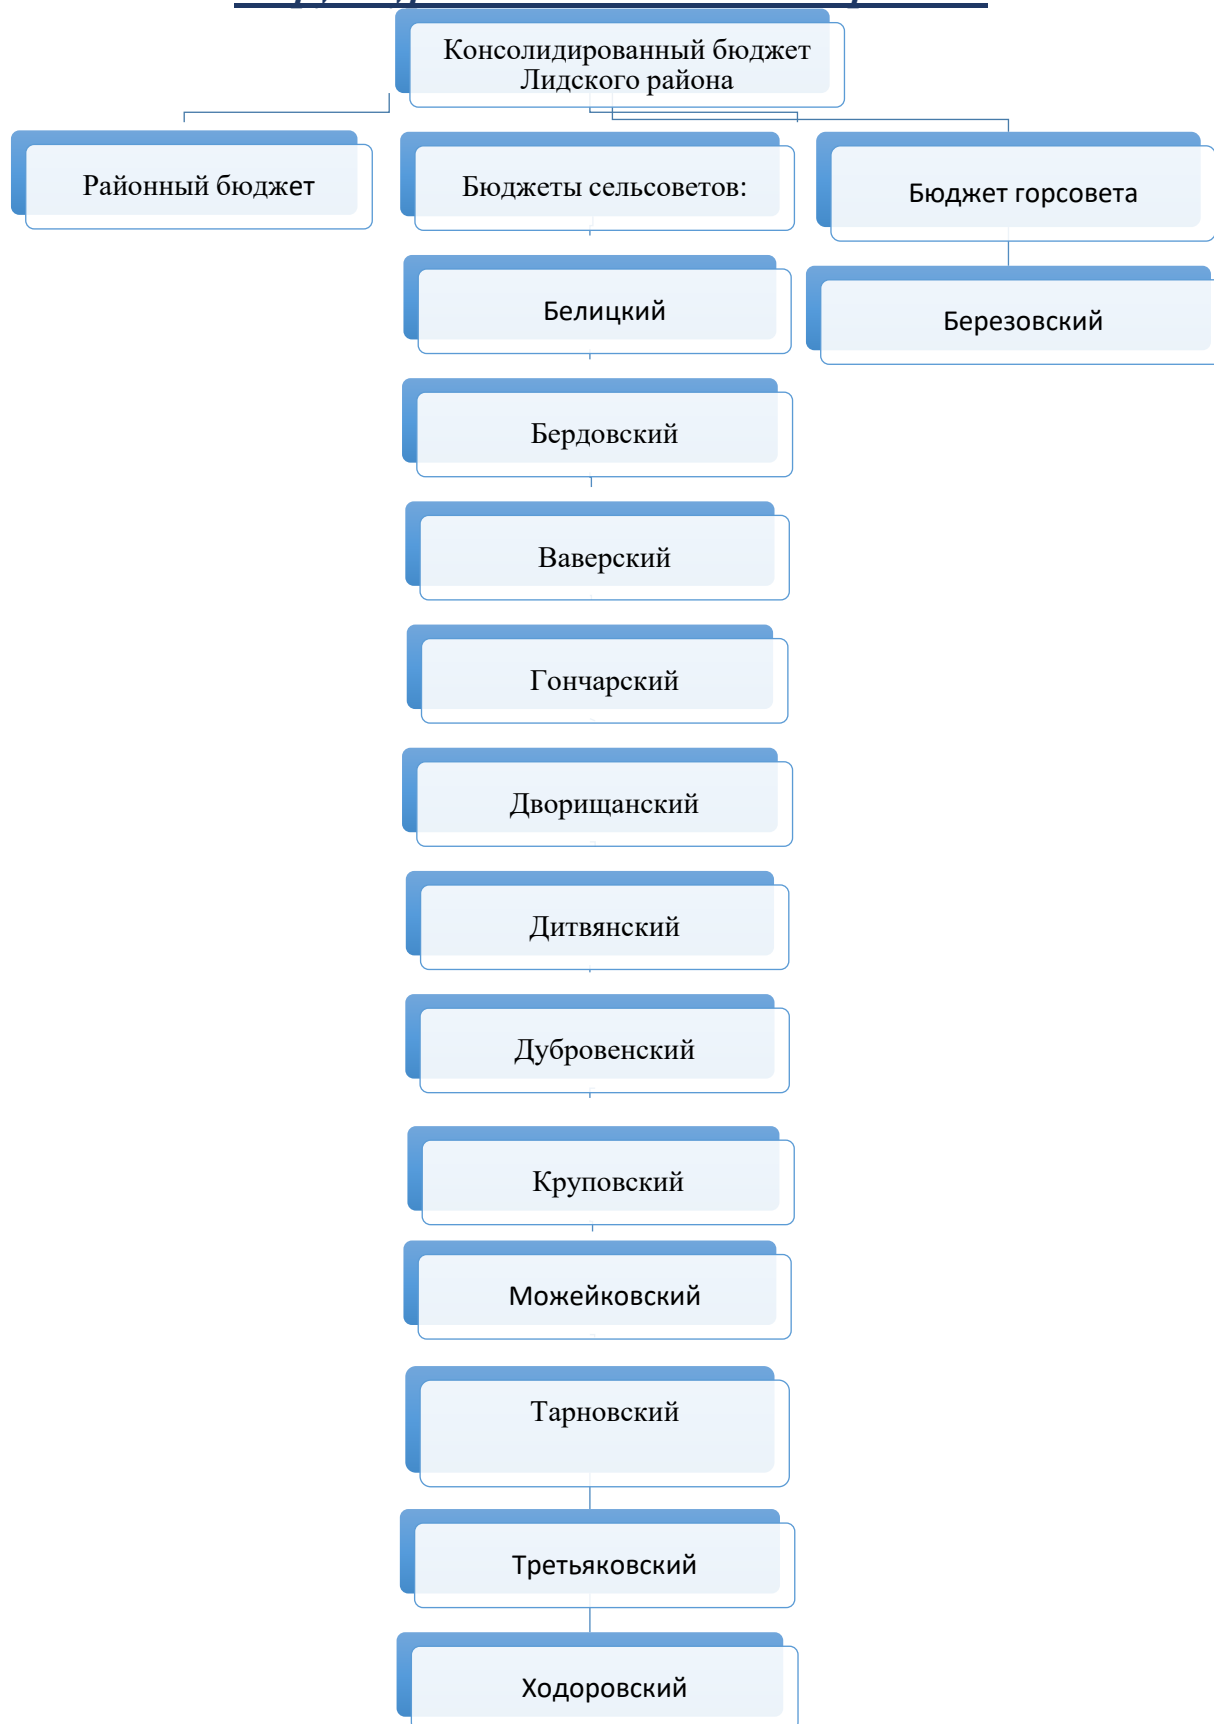 Консолидированный бюджет
Лидского района
Районный бюджет
Бюджеты сельсоветов:
Бюджет горсовета
Белицкий
Березовский
Бердовский
Ваверский
Гончарский
Дворищанский
Дитвянский
Дубровенский
Круповский
Можейковский
Тарновский
Третьяковский
Ходоровский